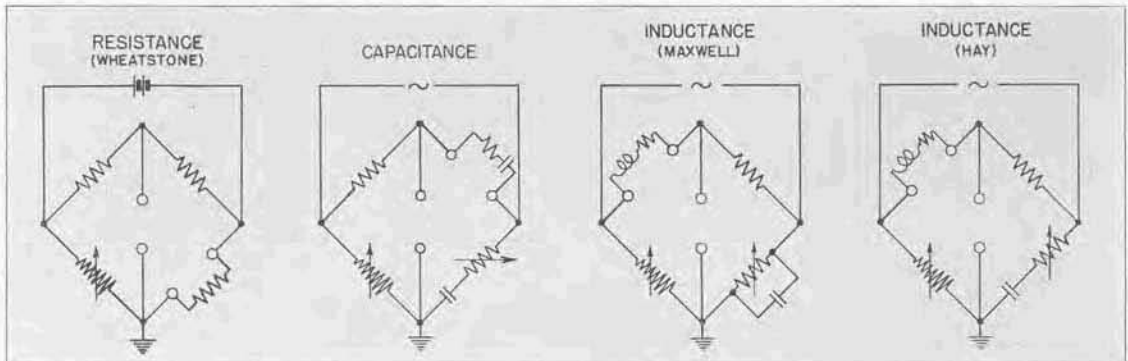 RESISTANCE
(WHEATSTONE)
CAPACITANCE
INDUCTANCE
(MAXWELL)
INDUCTANCE
(HAY)